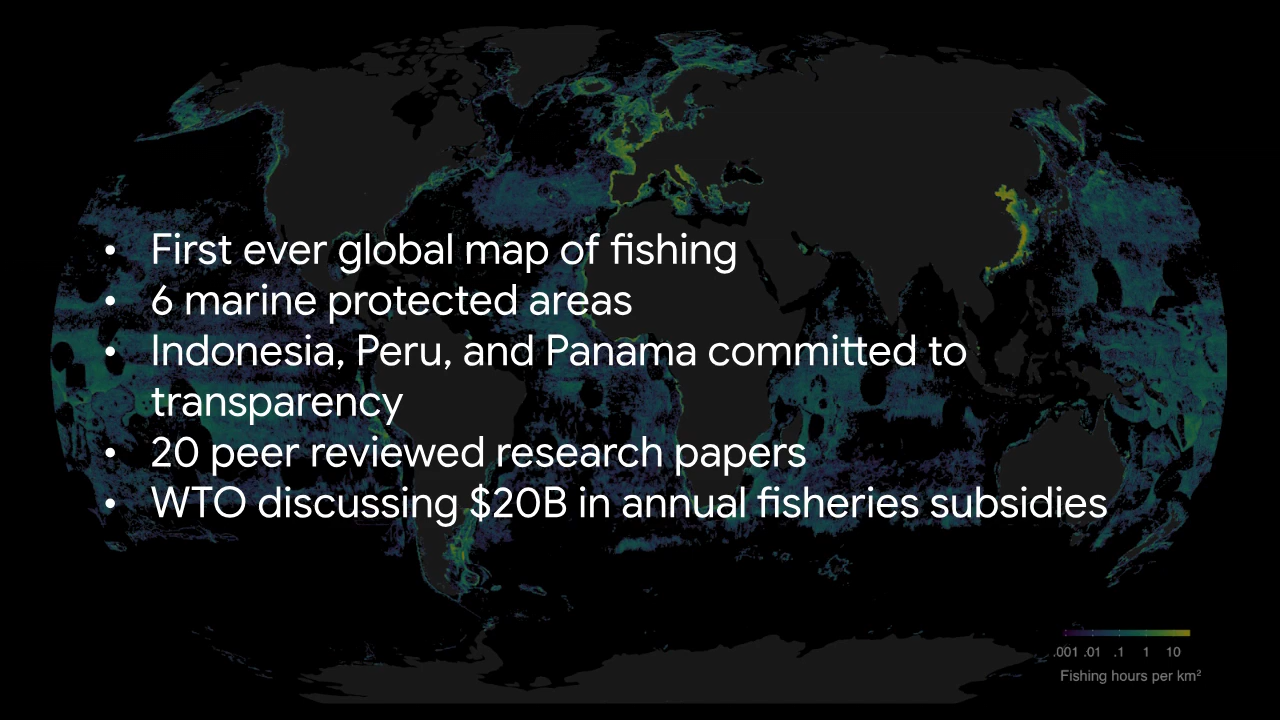 • First ever global map of fishing
• 6 marine protected areas
• Indonesia, Peru, and Panama committed to
transparency
• 20 peer reviewed research papers
• WTO discussing $20B in annual fisheries subsidies
.001 .01 .1 1 10
Fishing hours per km²